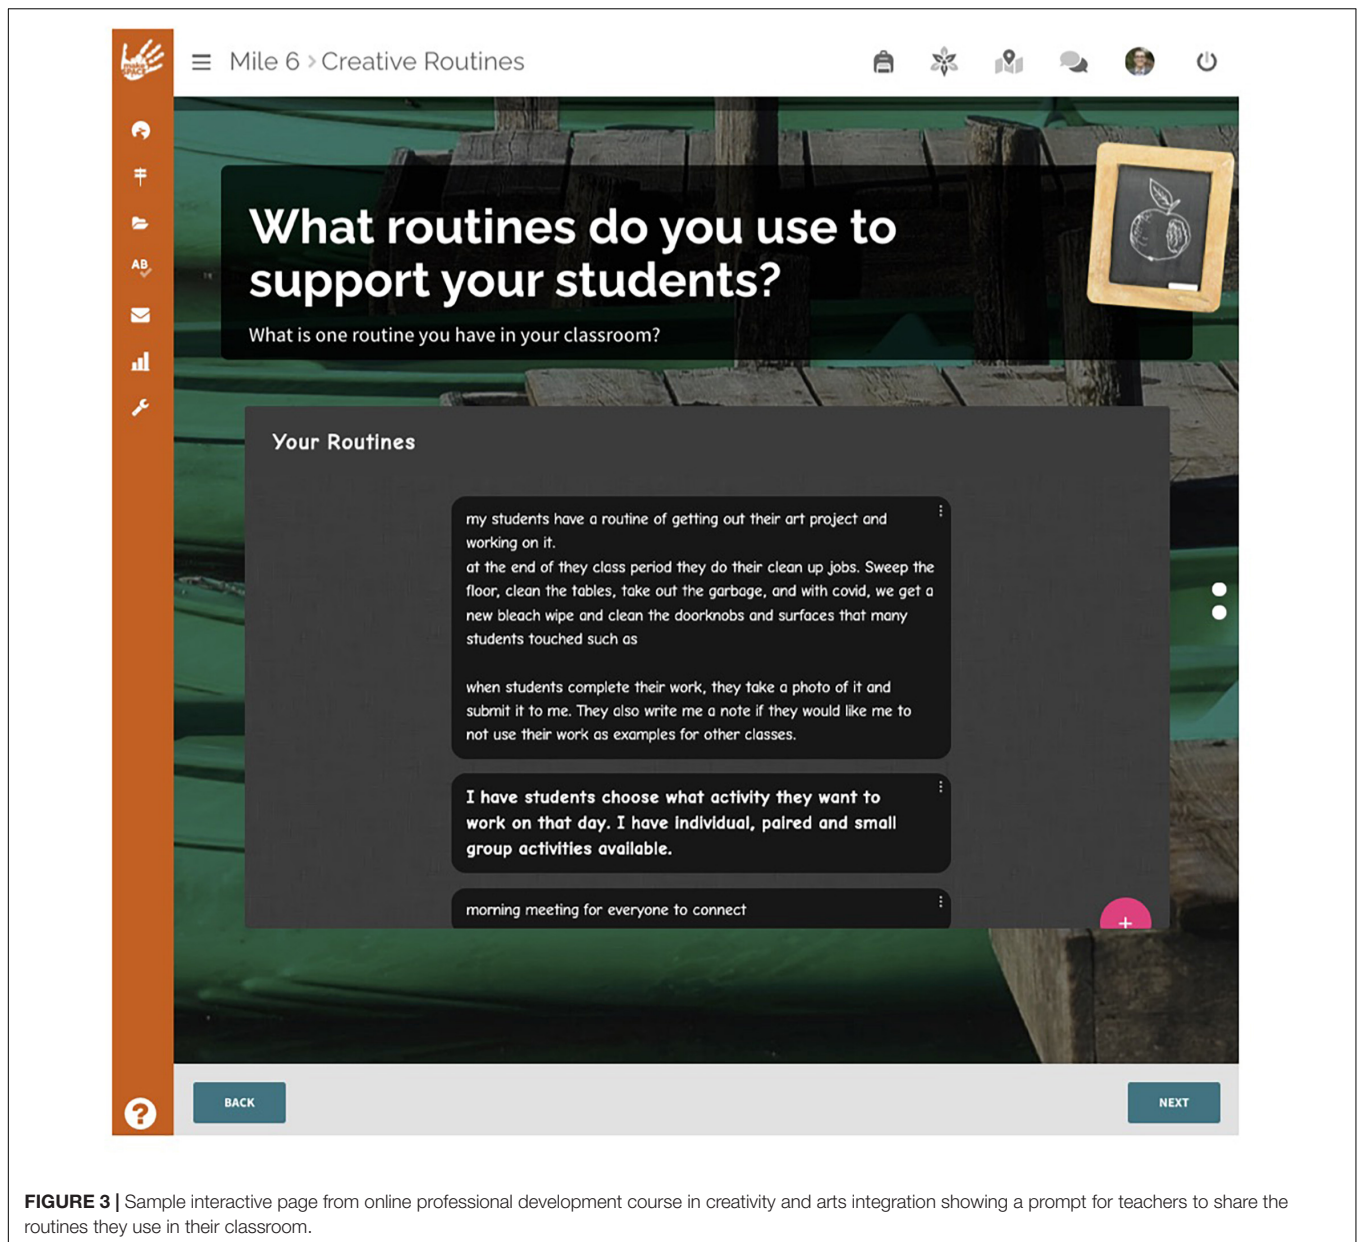 Mile 6 > Creative Routines
AB
What routines do you use to
support your students?
What is one routine you have in your classroom?
Your Routines
my students have a routine of getting out their art project and
working on it.
at the end of they class period they do their clean up jobs. Sweep the
floor, clean the tables, take out the garbage, and with covid, we get a
new bleach wipe and clean the doorknobs and surfaces that many
students touched such as
when students complete their work, they take a photo of it and
submit it to me. They also write me a note if they would like me to
not use their work as examples for other classes.
I have students choose what activity they want to
work on that day. I have individual, paired and small
group activities available.
morning meeting for everyone to connect
+
?
BACK
NEXT
FIGURE 3 | Sample interactive page from online professional development course in creativity and arts integration showing a prompt for teachers to share the
routines they use in their classroom.